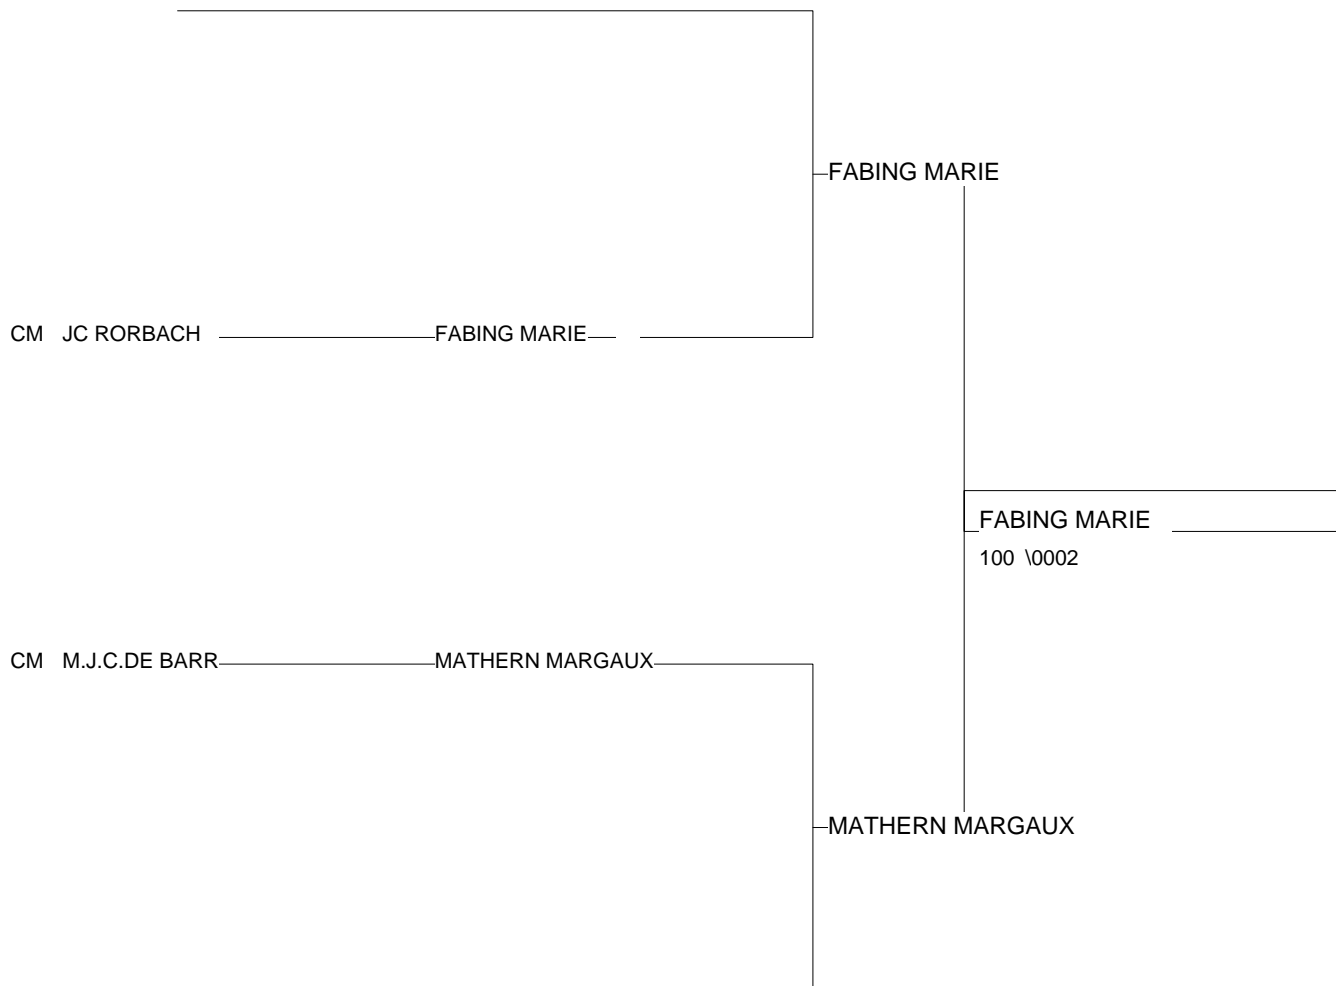 FABING MARIE
CM JC RORBACH FABING MARIE
FABING MARIE
100 \0002
CM M.J.C.DE BARR MATHERN MARGAUX
MATHERN MARGAUX